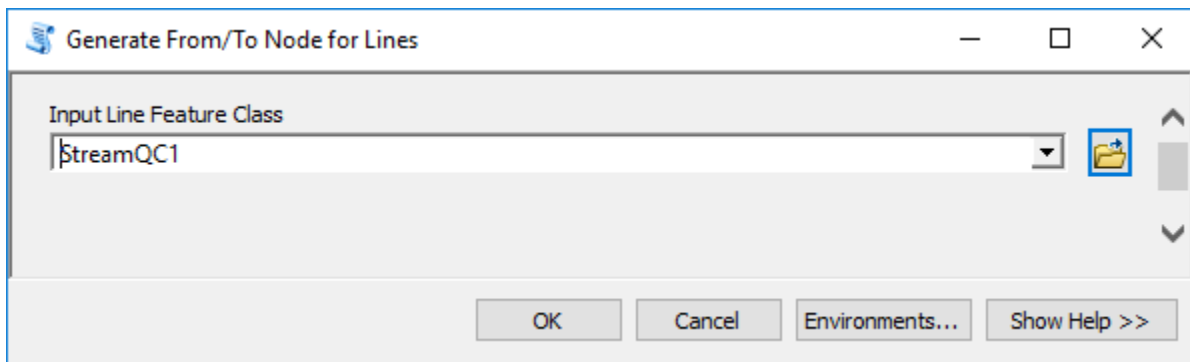 Generate From/To Node for Lines
Input Line Feature Class
StreamQC1
OK Cancel Environments... Show Help >>